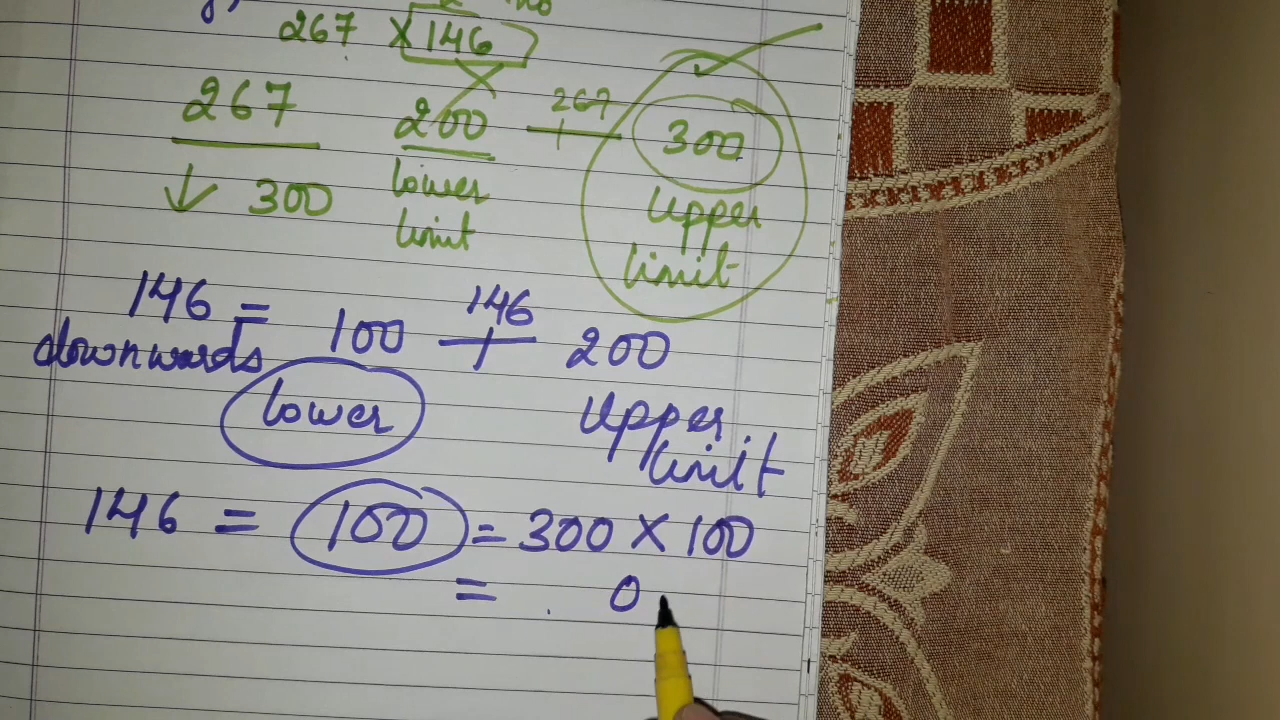 267 × 146
267 200 267 300
↓ 300 lower limit Upper limit
146 = 100 146 200
downwards lower Upper limit
146 = 100 = 300 × 100
= 0